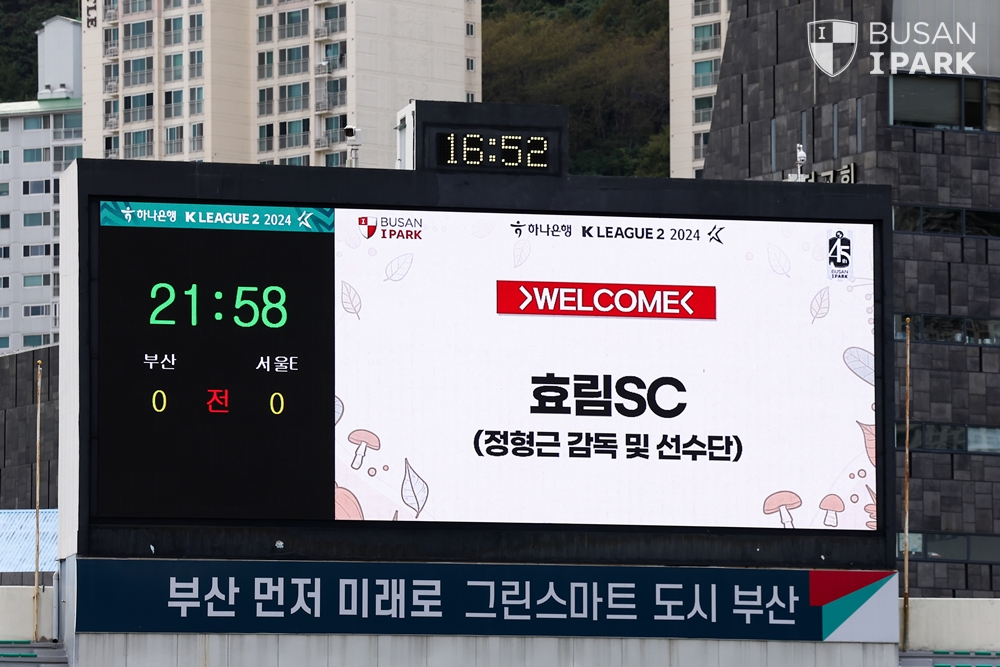 BUSAN
I PARK
16:52
하나은행 K LEAGUE 2 2024
21:58
부산 서울E
0 전 0
BUSAN
I PARK
하나은행 K LEAGUE 2 2024
45
BUSAN
I PARK
>WELCOME<
효림SC
(정형근 감독 및 선수단)
부산 먼저 미래로 그린스마트 도시 부산